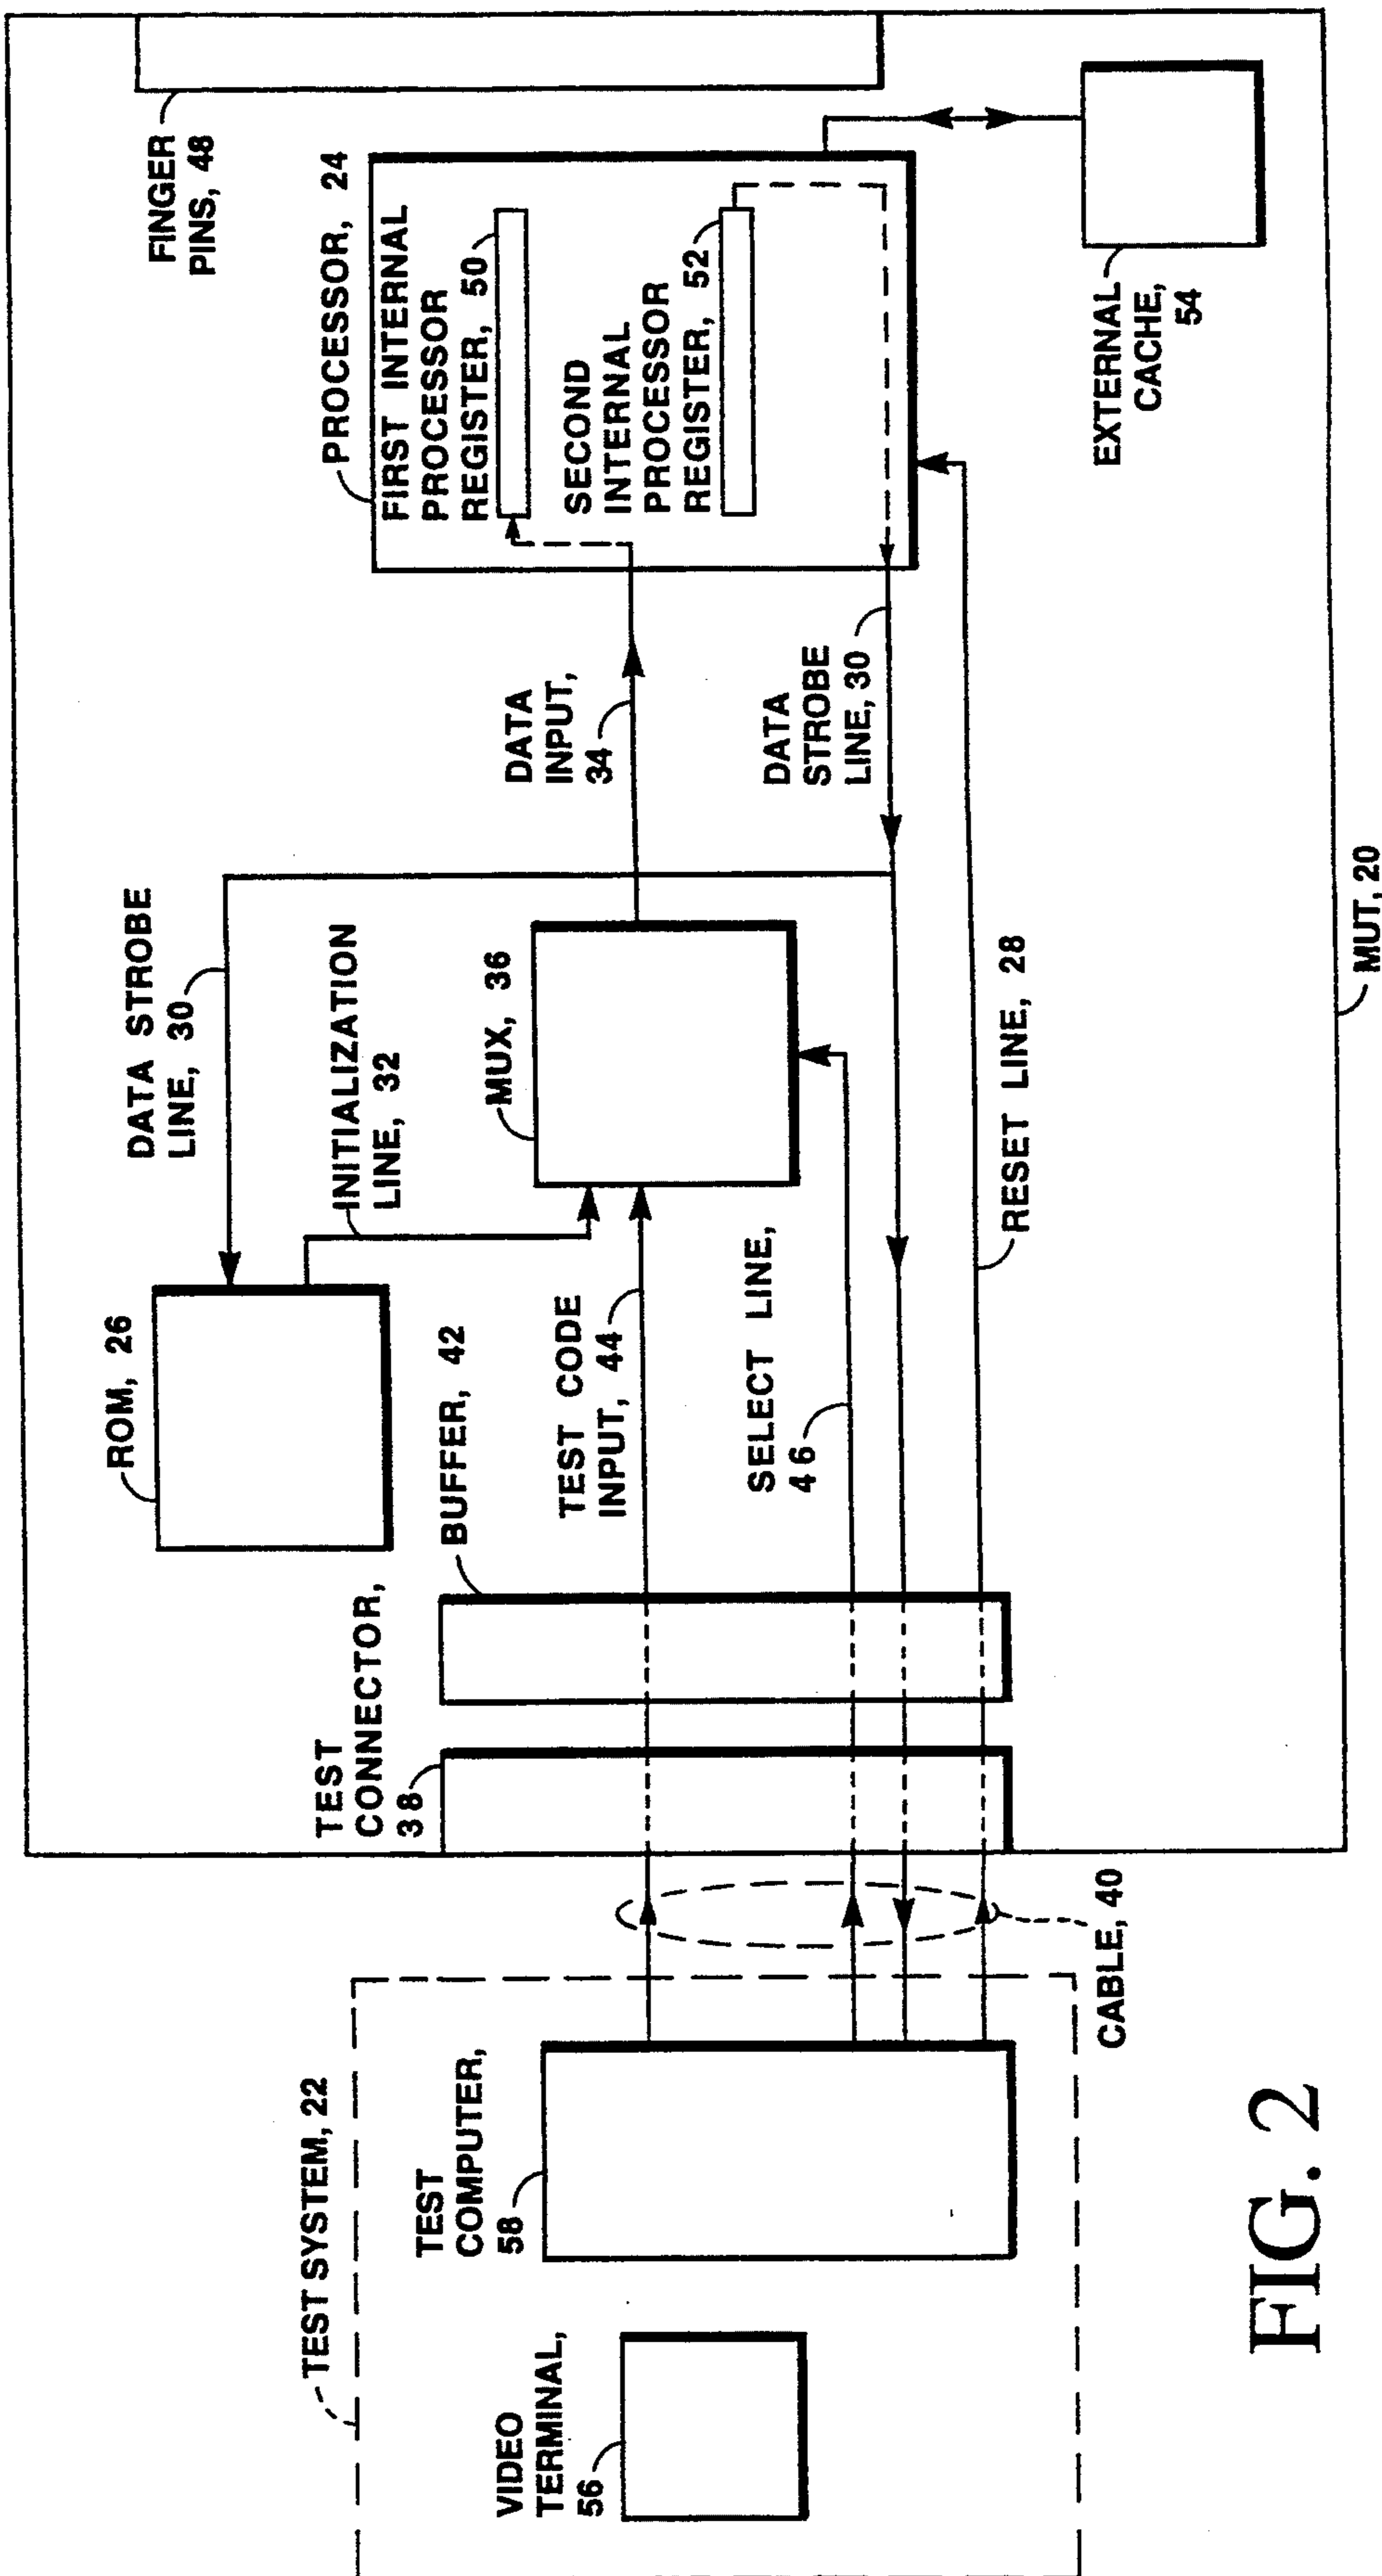 TEST SYSTEM, 22
VIDEO
TERMINAL,
56
TEST
COMPUTER,
58
CABLE, 40
TEST
CONNECTOR,
38
BUFFER, 42
ROM, 26
DATA STROBE
LINE, 30
INITIALIZATION
LINE, 32
MUX, 36
TEST CODE
INPUT, 44
SELECT LINE,
46
RESET LINE, 28
DATA
INPUT,
34
DATA
STROBE
LINE, 30
FINGER
PINS, 48
PROCESSOR, 24
FIRST INTERNAL
PROCESSOR
REGISTER, 50
SECOND
INTERNAL
PROCESSOR
REGISTER, 52
EXTERNAL
CACHE,
54
MUT, 20
FIG. 2